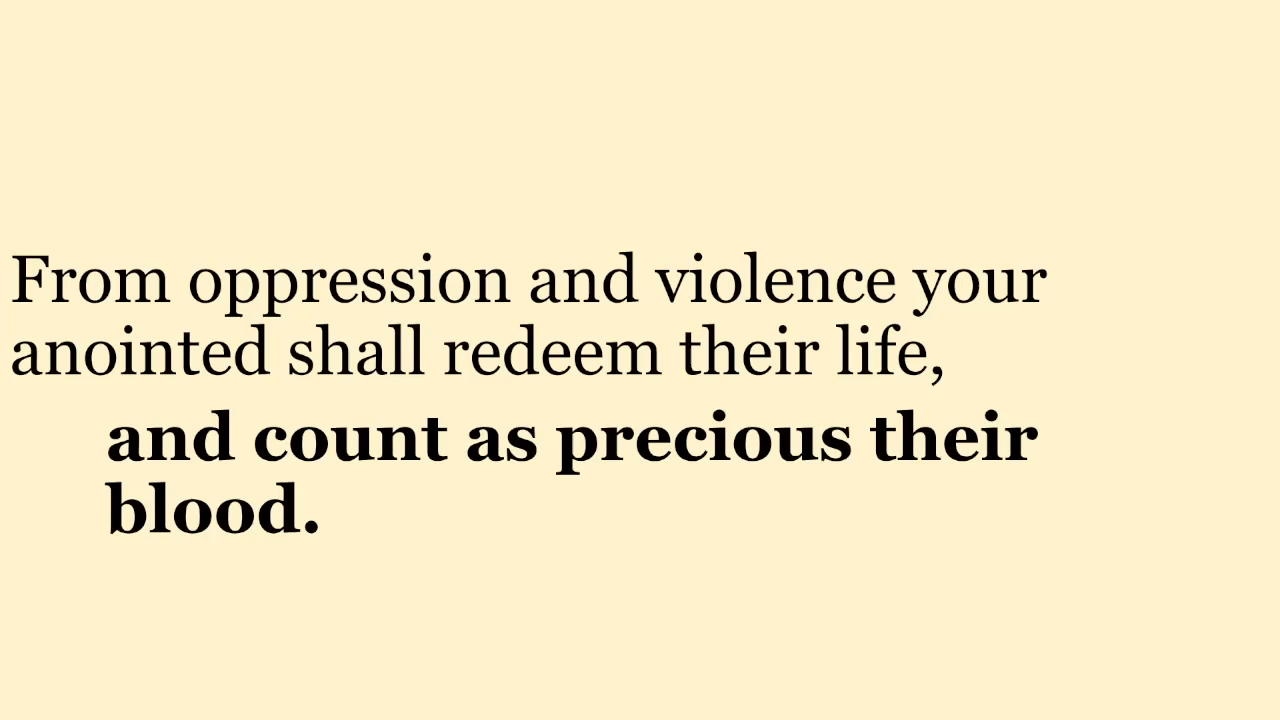 From oppression and violence your
anointed shall redeem their life,
and count as precious their
blood.